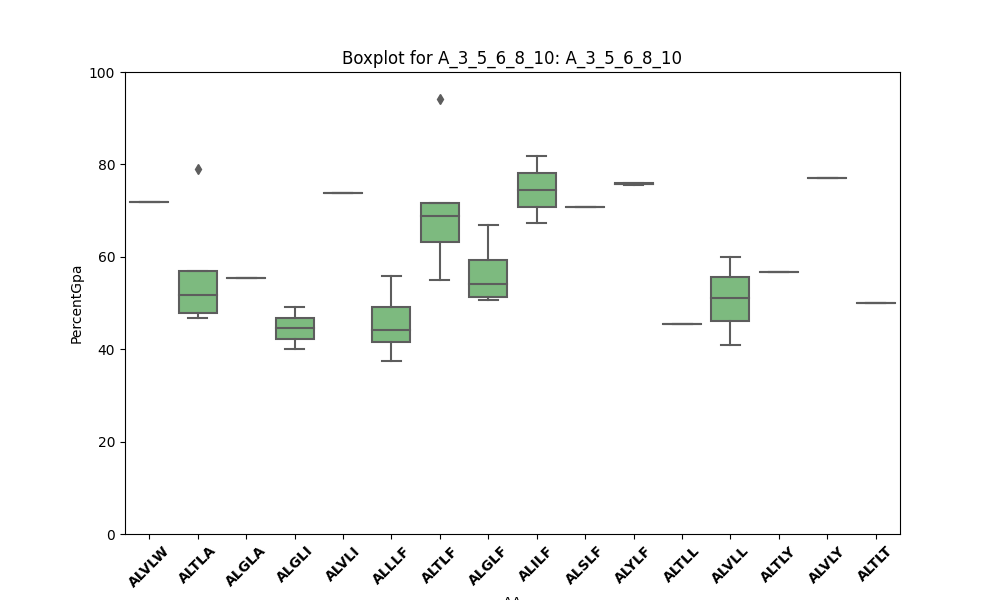 Boxplot for A_3_5_6_8_10: A_3_5_6_8_10
PercentGpa
100
80
60
40
20
0
ALVLW
ALTLA
ALGLA
ALGLI
ALVLI
ALLLF
ALTLF
ALGLF
ALILF
ALSLF
ALYLF
ALTLL
ALVLL
ALTLY
ALVLY
ALTLT